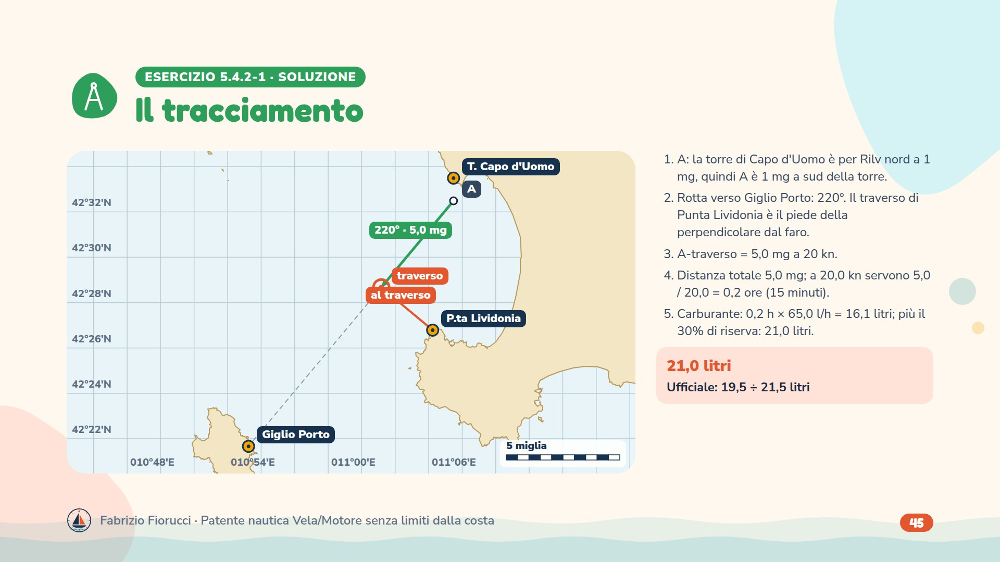 ESERCIZIO 5.4.2-1 · SOLUZIONE
Il tracciamento
T. Capo d'Uomo
A
42°32'N
220° · 5,0 mg
42°30'N
traverso
al traverso
42°28'N
P.ta Lividonia
42°26'N
42°24'N
42°22'N
Giglio Porto
5 miglia
010°48'E
010°54'E
011°00'E
011°06'E
1. A: la torre di Capo d'Uomo è per Rilv nord a 1
mg, quindi A è 1 mg a sud della torre.
2. Rotta verso Giglio Porto: 220°. Il traverso di
Punta Lividonia è il piede della
perpendicolare dal faro.
3. A-traverso = 5,0 mg a 20 kn.
4. Distanza totale 5,0 mg; a 20,0 kn servono 5,0
/ 20,0 = 0,2 ore (15 minuti).
5. Carburante: 0,2 h × 65,0 l/h = 16,1 litri; più il
30% di riserva: 21,0 litri.
21,0 litri
Ufficiale: 19,5 ÷ 21,5 litri
Fabrizio Fiorucci · Patente nautica Vela/Motore senza limiti dalla costa
45